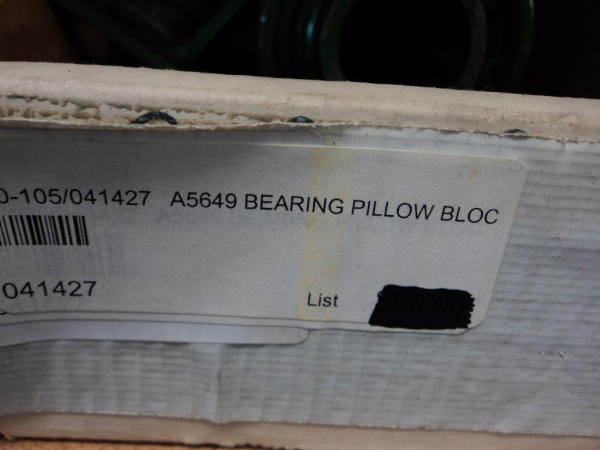 0-105/041427 A5649 BEARING PILLOW BLOC
041427
List